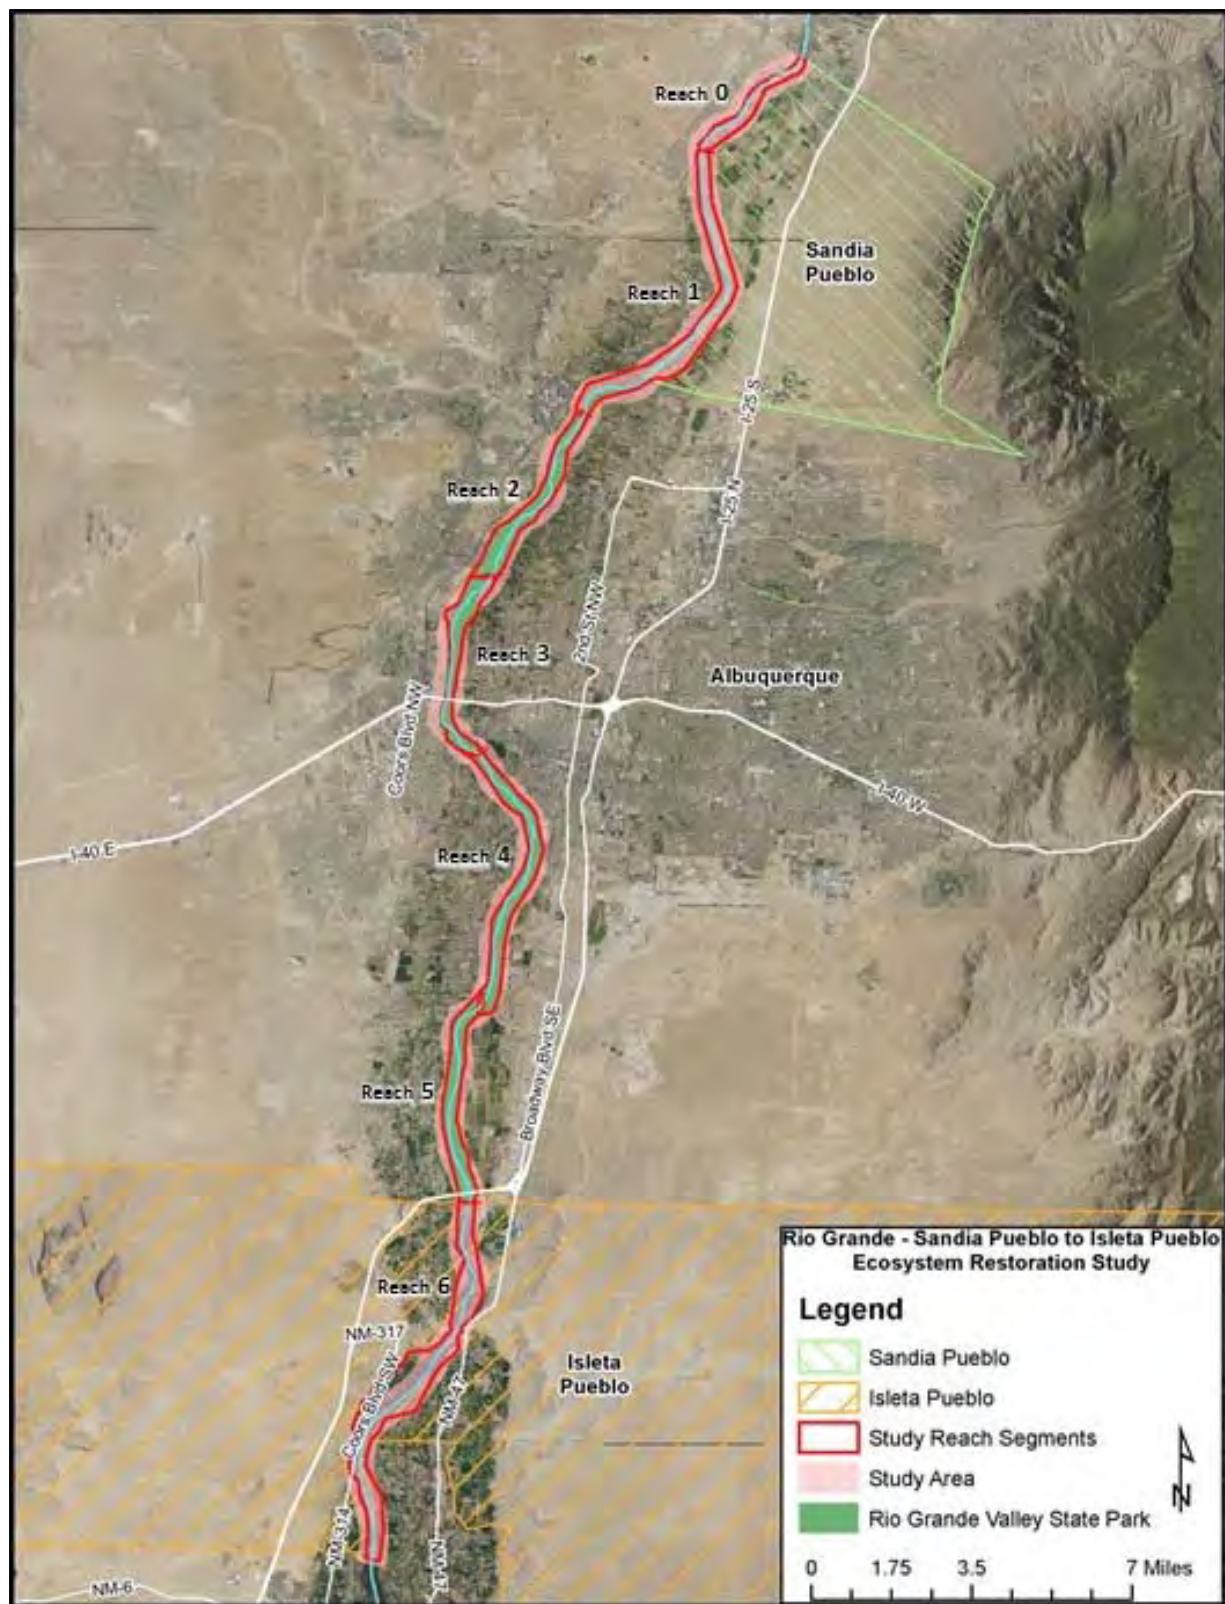 Reach 0
Sandia
Pueblo
Reach 1
I-25 S
Reach 2
I-25 N
2nd St NW
Reach 3
Albuquerque
Coors Blvd NW
I-40 W
I-40 E
Reach 4
Broadway Blvd SE
Reach 5
Reach 6
NM-317
Isleta
Pueblo
Coors Blvd SW
NM-47
NM-314
NM-47
NM-6
Rio Grande - Sandia Pueblo to Isleta Pueblo
Ecosystem Restoration Study
Legend
Sandia Pueblo
Isleta Pueblo
Study Reach Segments
Study Area
Rio Grande Valley State Park
N
0 1.75 3.5 7 Miles